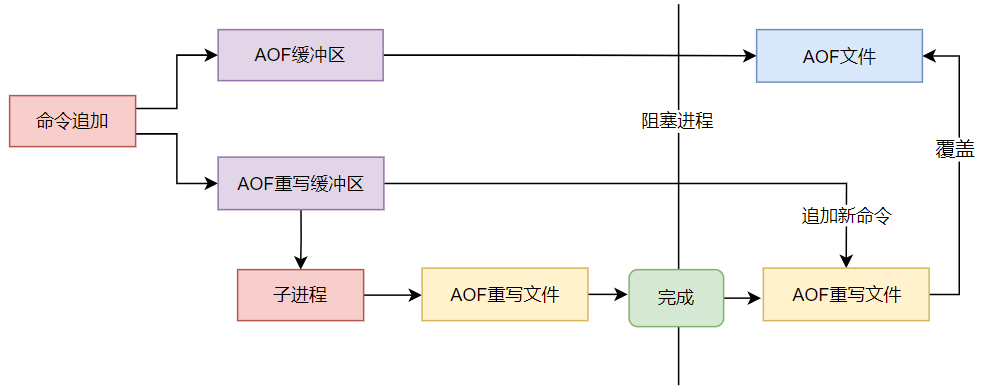 AOF缓冲区
AOF文件
命令追加
阻塞进程
覆盖
AOF重写缓冲区
追加新命令
子进程
AOF重写文件
完成
AOF重写文件